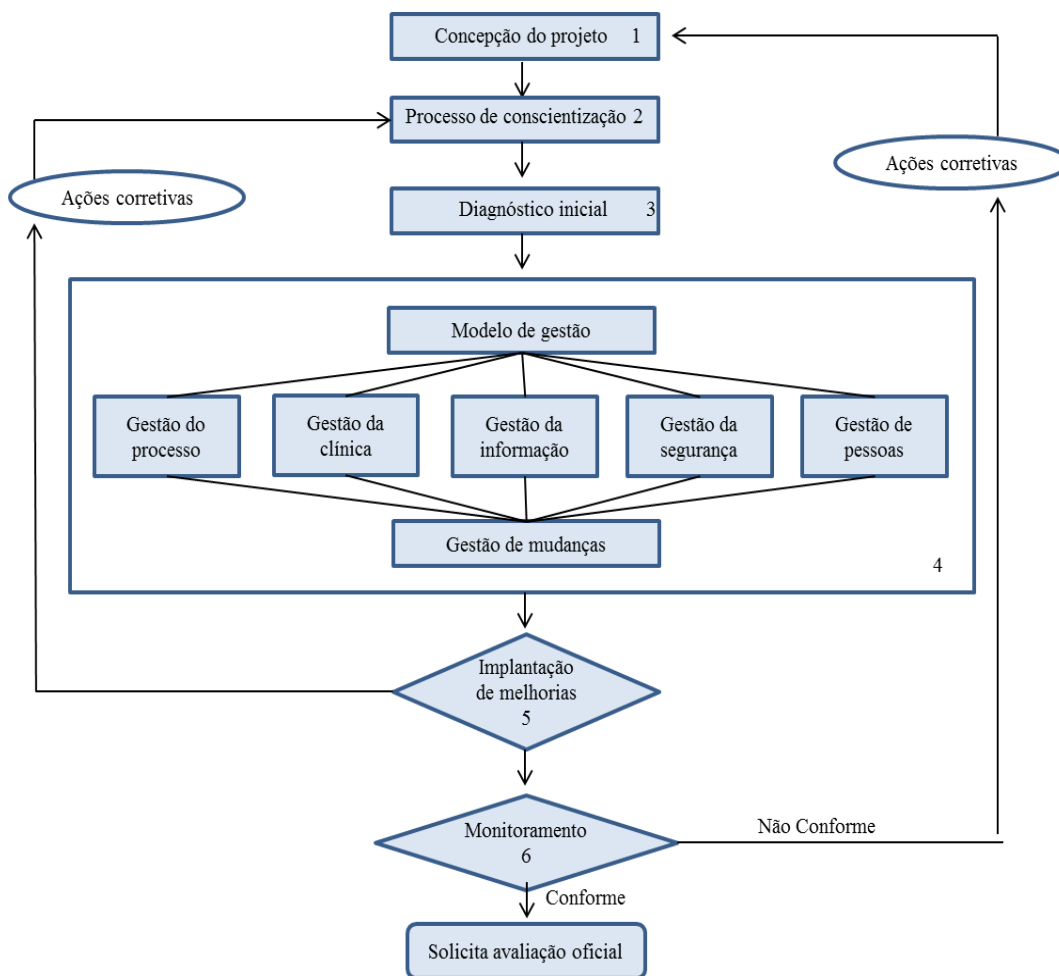 Concepção do projeto 1
Processo de conscientização 2
Ações corretivas
Ações corretivas
Diagnóstico inicial 3
Modelo de gestão
Gestão do
processo
Gestão da
clínica
Gestão da
informação
Gestão da
segurança
Gestão de
pessoas
Gestão de mudanças
4
Implantação
de melhorias
5
Monitoramento
6
Não Conforme
Conforme
Solicita avaliação oficial